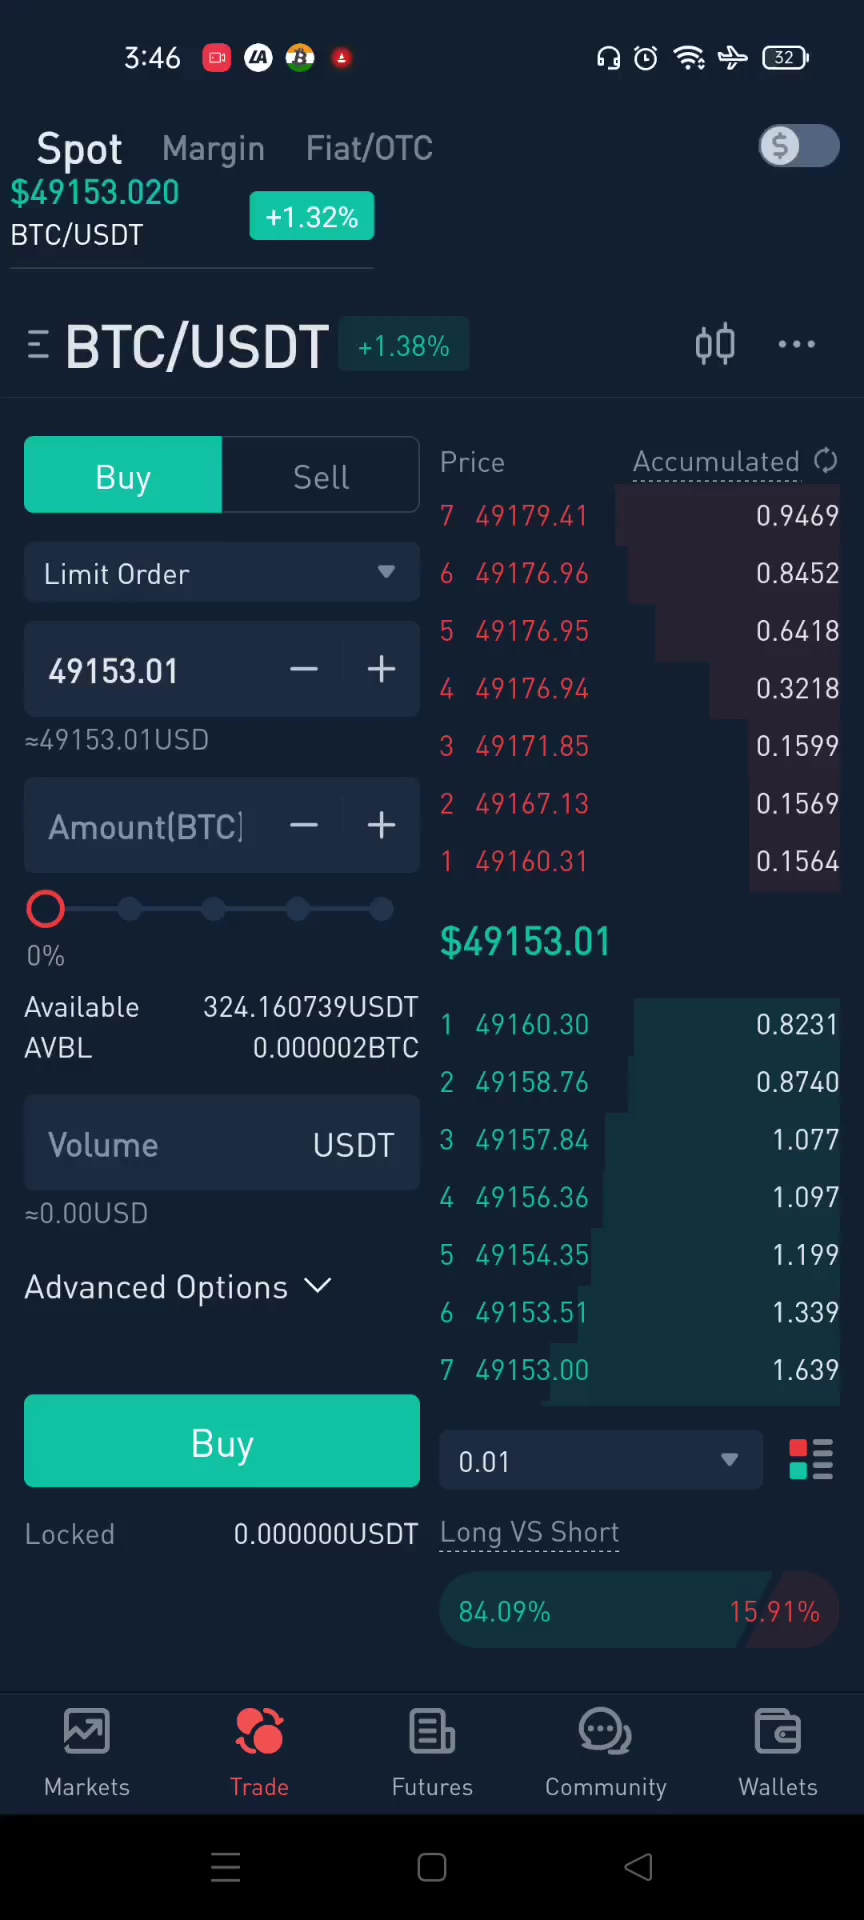 3:46 LA B 32
Spot Margin Fiat/OTC $
$49153.020
BTC/USDT +1.32%
BTC/USDT +1.38%
Buy Sell
Limit Order
49153.01 − +
≈49153.01USD
Amount(BTC) − +
0%
Available 324.160739USDT
AVBL 0.000002BTC
Volume USDT
≈0.00USD
Advanced Options
Buy
Locked 0.000000USDT
Price Accumulated
7 49179.41 0.9469
6 49176.96 0.8452
5 49176.95 0.6418
4 49176.94 0.3218
3 49171.85 0.1599
2 49167.13 0.1569
1 49160.31 0.1564
$49153.01
1 49160.30 0.8231
2 49158.76 0.8740
3 49157.84 1.077
4 49156.36 1.097
5 49154.35 1.199
6 49153.51 1.339
7 49153.00 1.639
0.01
Long VS Short
84.09% 15.91%
Markets Trade Futures Community Wallets